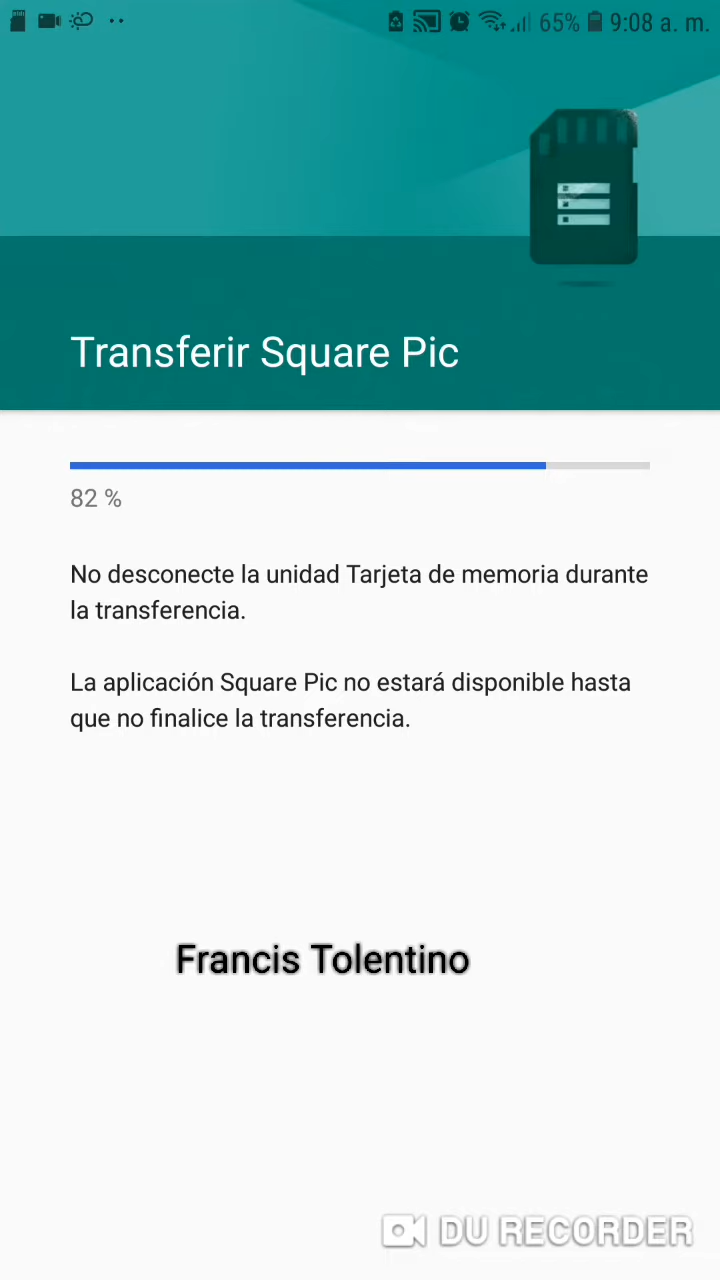 65% 9:08 a. m.
Transferir Square Pic
82 %
No desconecte la unidad Tarjeta de memoria durante
la transferencia.
La aplicación Square Pic no estará disponible hasta
que no finalice la transferencia.
Francis Tolentino
DU RECORDER